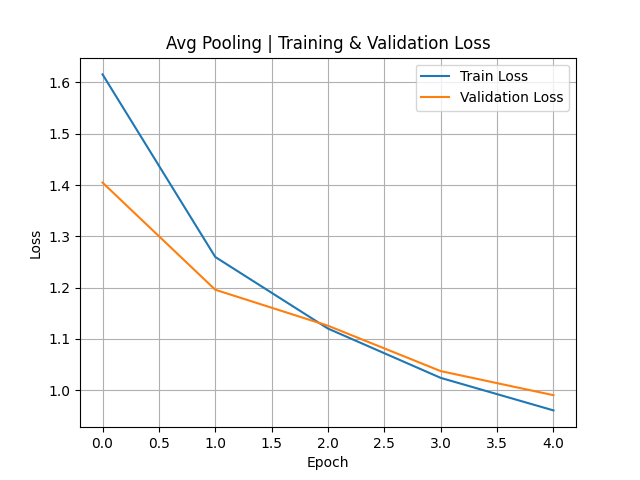 Avg Pooling | Training & Validation Loss
Train Loss
Validation Loss
1.6
1.5
1.4
1.3
1.2
1.1
1.0
Loss
0.0 0.5 1.0 1.5 2.0 2.5 3.0 3.5 4.0
Epoch